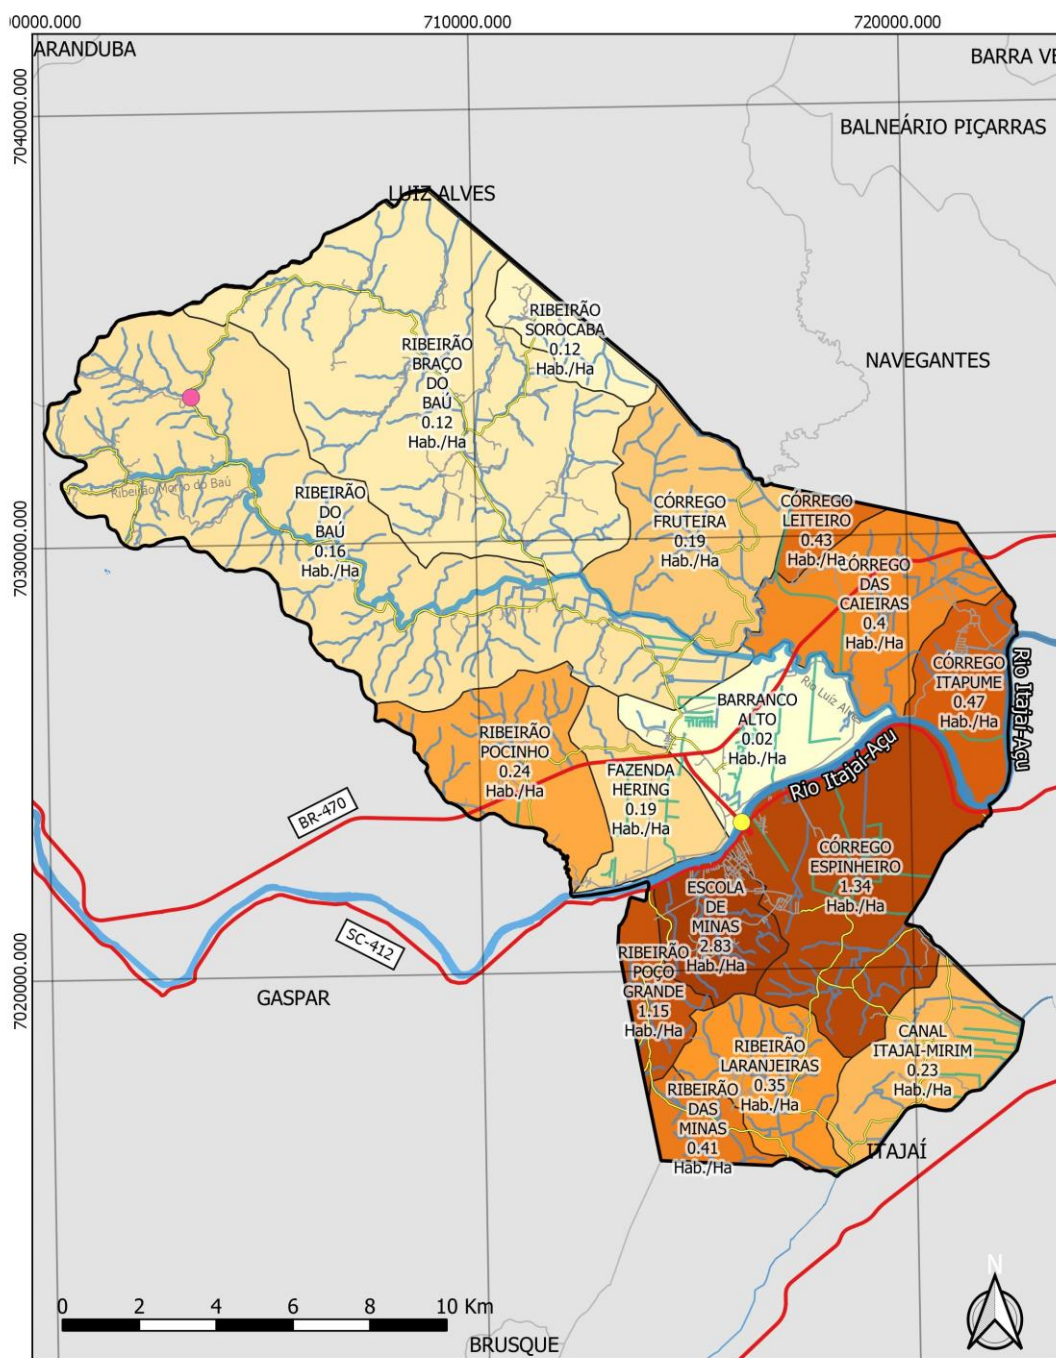 00000.000
710000.000
720000.000
ARANDUBA
BARRA VE
7040000.000
BALNEÁRIO PIÇARRAS
LUIZ ALVES
RIBEIRÃO
SOROCABA
0.12
Hab./Ha
RIBEIRÃO
BRAÇO
DO
BAÚ
0.12
Hab./Ha
NAVEGANTES
Ribeirão Morro do Baú
RIBEIRÃO
DO
BAÚ
0.16
Hab./Ha
CÓRREGO
FRUTEIRA
0.19
Hab./Ha
CÓRREGO
LEITEIRO
0.43
Hab./Ha
7030000.000
CÓRREGO
DAS
CAIEIRAS
0.4
Hab./Ha
CÓRREGO
ITAPUME
0.47
Hab./Ha
Rio Itajaí-Açu
Rio Luiz Alves
BARRANCO
ALTO
0.02
Hab./Ha
RIBEIRÃO
POCINHO
0.24
Hab./Ha
Rio Itajaí-Açu
FAZENDA
HERING
0.19
Hab./Ha
BR-470
CÓRREGO
ESPINHEIRO
1.34
Hab./Ha
ESCOLA
DE
MINAS
2.83
Hab./Ha
SC-412
RIBEIRÃO
POÇO
GRANDE
1.15
Hab./Ha
7020000.000
GASPAR
CANAL
ITAJAI-MIRIM
0.23
Hab./Ha
RIBEIRÃO
LARANJEIRAS
0.35
Hab./Ha
RIBEIRÃO
DAS
MINAS
0.41
Hab./Ha
ITAJAÍ
N
0 2 4 6 8 10 Km
BRUSQUE